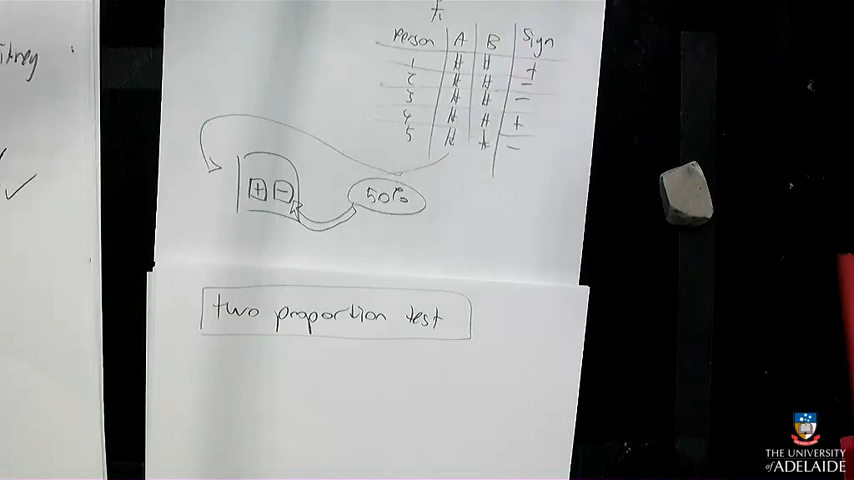 Person A B Sign
1 # # +
2 # # -
3 # # -
4 # # +
5 # # -
+ -
50%
two proportion test
THE UNIVERSITY
of ADELAIDE